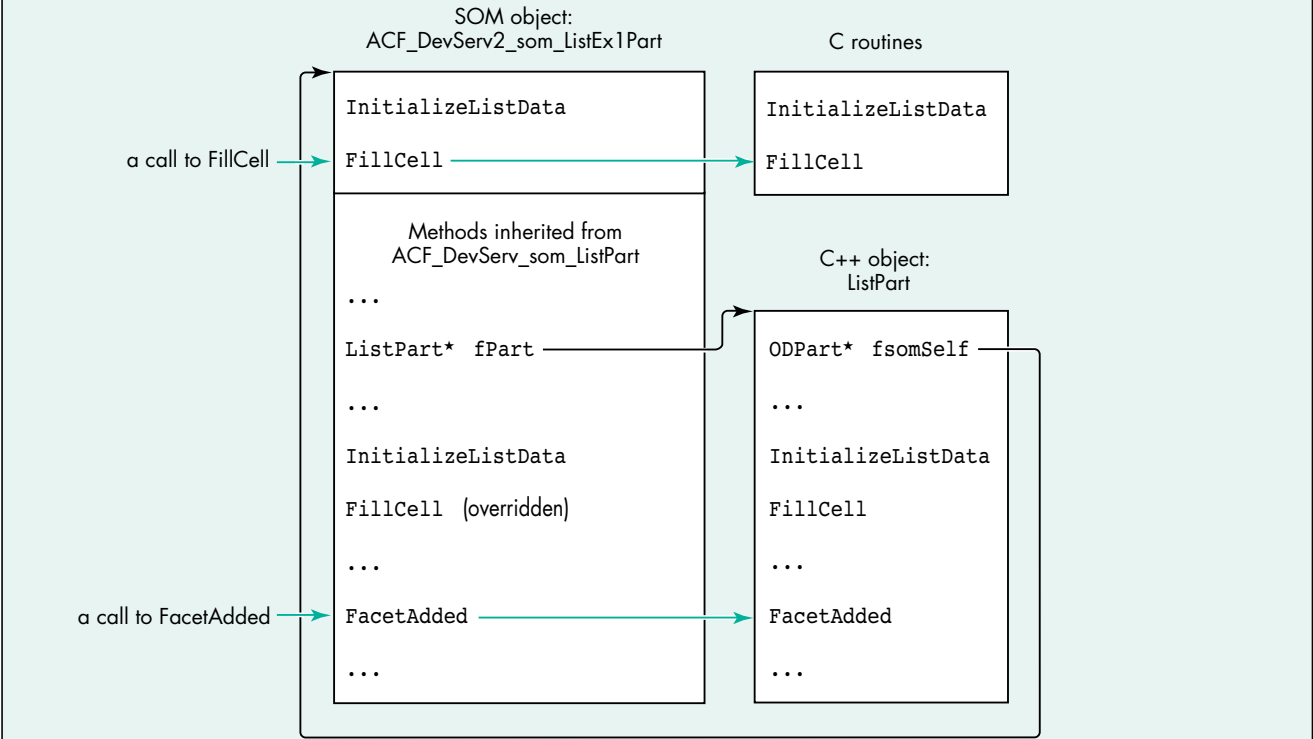 SOM object:
ACF_DevServ2_som_ListEx1Part
C routines
InitializeListData
InitializeListData
a call to FillCell
FillCell
FillCell
Methods inherited from
ACF_DevServ_som_ListPart
C++ object:
ListPart
...
ListPart* fPart
ODPart* fsomSelf
...
...
InitializeListData
InitializeListData
FillCell (overridden)
FillCell
...
...
a call to FacetAdded
FacetAdded
FacetAdded
...
...